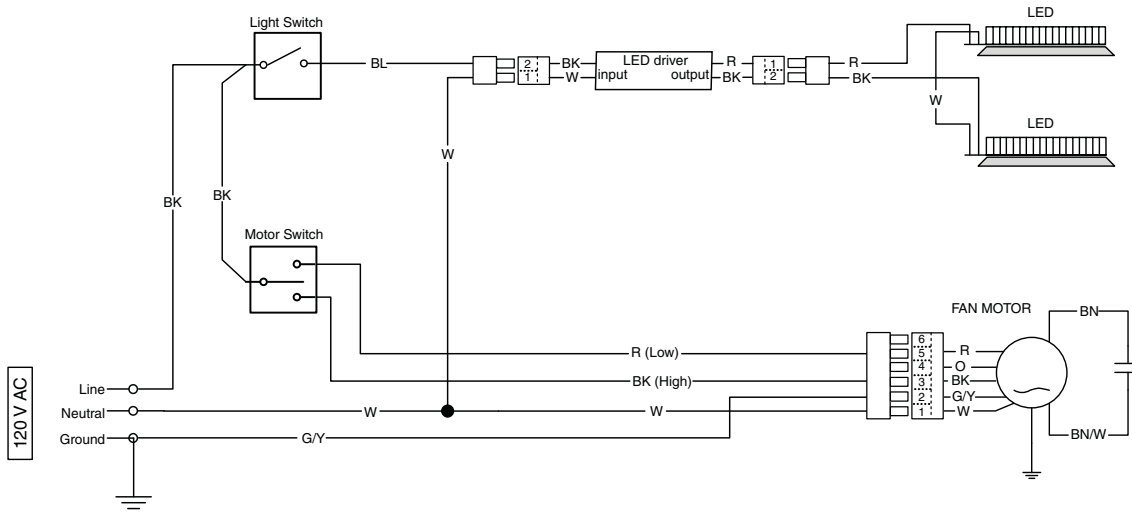 Light Switch
LED
BL
2
1
BK
W
LED driver
input
output
R
BK
1
2
R
BK
W
LED
W
BK
BK
Motor Switch
FAN MOTOR
BN
R (Low)
BK (High)
6
5
4
3
2
1
R
O
BK
G/Y
W
BN/W
120 V AC
Line
Neutral
W
W
Ground
G/Y